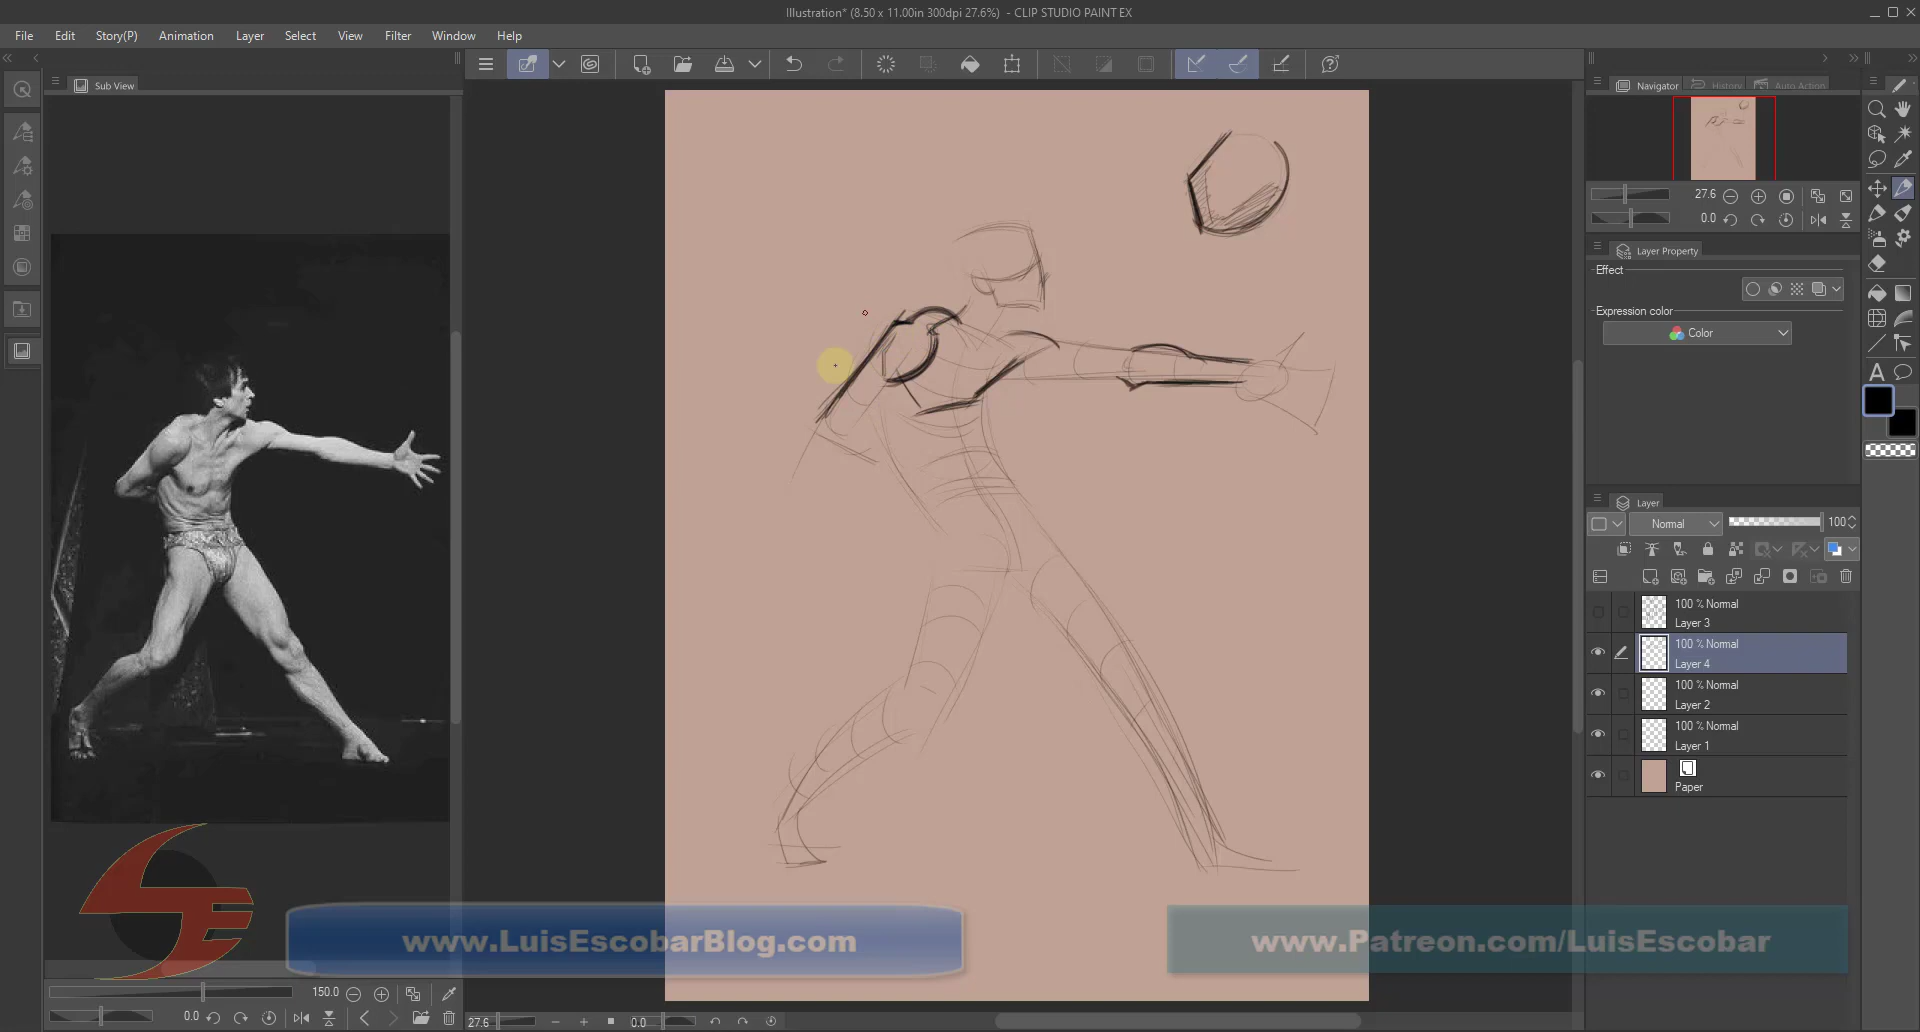 Illustration* (8.50 x 11.00in 300dpi 27.6%) - CLIP STUDIO PAINT EX
File Edit Story(P) Animation Layer Select View Filter Window Help
Sub View
Navigator History Auto Action
27.6
0.0
Layer Property
Effect
Expression color
Color
A
Layer
Normal 100
100 % Normal
Layer 3
100 % Normal
Layer 4
100 % Normal
Layer 2
100 % Normal
Layer 1
Paper
www.LuisEscobarBlog.com
www.Patreon.com/LuisEscobar
150.0
0.0
27.6 0.0